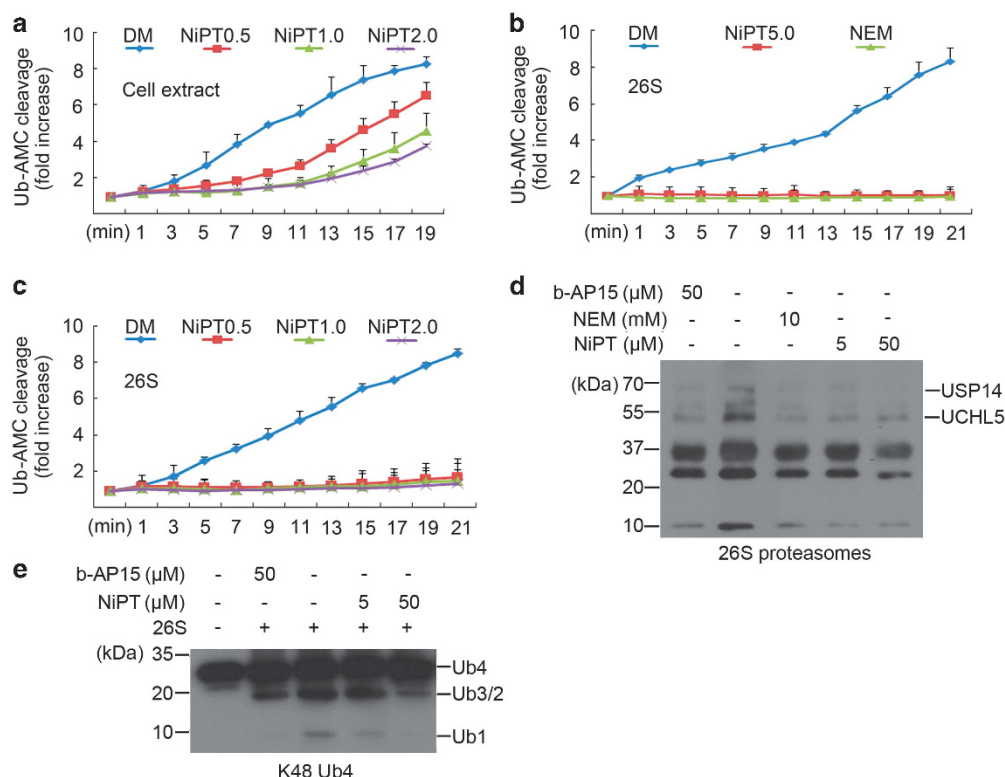 a
DM NiPT0.5 NiPT1.0 NiPT2.0
Cell extract
Ub-AMC cleavage
(fold increase)
10
8
6
4
2
(min) 1 3 5 7 9 11 13 15 17 19
b
DM NiPT5.0 NEM
26S
Ub-AMC cleavage
(fold increase)
10
8
6
4
2
(min) 1 3 5 7 9 11 13 15 17 19 21
c
DM NiPT0.5 NiPT1.0 NiPT2.0
26S
Ub-AMC cleavage
(fold increase)
10
8
6
4
2
(min) 1 3 5 7 9 11 13 15 17 19 21
d
b-AP15 (µM) 50 - - - -
NEM (mM) - - 10 - -
NiPT (µM) - - - 5 50
(kDa)
70 USP14
55 UCHL5
37
20
10
26S proteasomes
e
b-AP15 (µM) - 50 - - -
NiPT (µM) - - - 5 50
26S - + + + +
(kDa)
35 Ub4
20 Ub3/2
10 Ub1
K48 Ub4